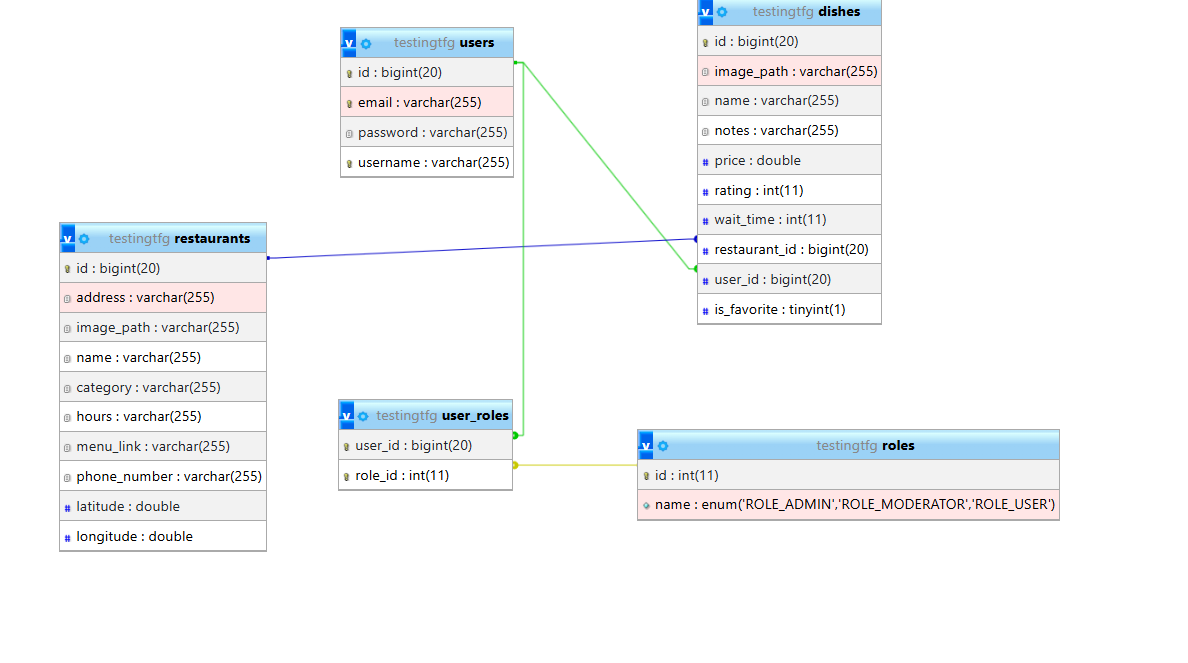 testingtfg users
id : bigint(20)
email : varchar(255)
password : varchar(255)
username : varchar(255)
testingtfg dishes
id : bigint(20)
image_path : varchar(255)
name : varchar(255)
notes : varchar(255)
price : double
rating : int(11)
wait_time : int(11)
restaurant_id : bigint(20)
user_id : bigint(20)
is_favorite : tinyint(1)
testingtfg restaurants
id : bigint(20)
address : varchar(255)
image_path : varchar(255)
name : varchar(255)
category : varchar(255)
hours : varchar(255)
menu_link : varchar(255)
phone_number : varchar(255)
latitude : double
longitude : double
testingtfg user_roles
user_id : bigint(20)
role_id : int(11)
testingtfg roles
id : int(11)
name : enum('ROLE_ADMIN','ROLE_MODERATOR','ROLE_USER')